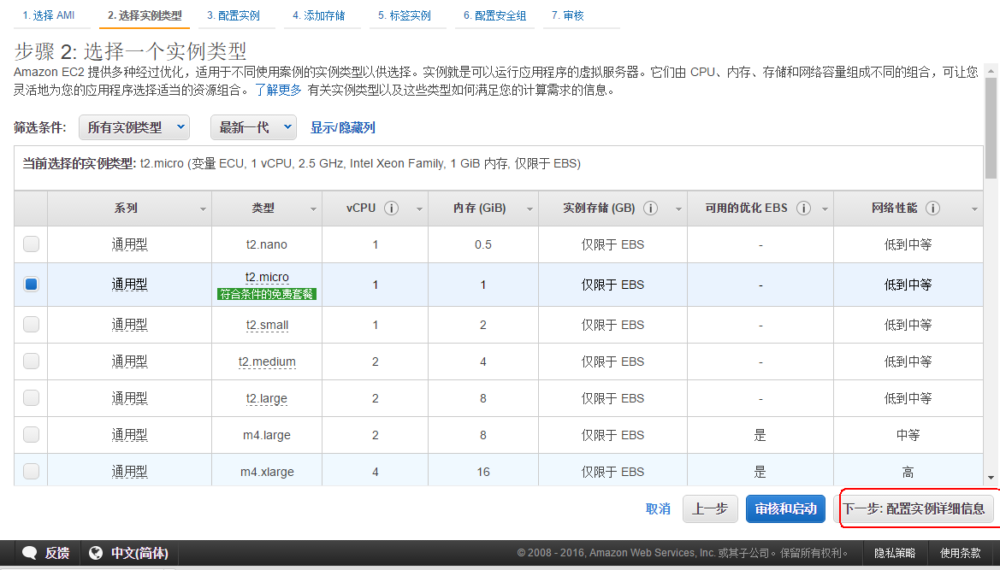 1. 选择 AMI 2. 选择实例类型 3. 配置实例 4. 添加存储 5. 标签实例 6. 配置安全组 7. 审核
步骤 2: 选择一个实例类型
Amazon EC2 提供多种经过优化，适用于不同使用案例的实例类型以供选择。实例就是可以运行应用程序的虚拟服务器。它们由 CPU、内存、存储和网络容量组成不同的组合，可让您
灵活地为您的应用程序选择适当的资源组合。 了解更多 有关实例类型以及这些类型如何满足您的计算需求的信息。
筛选条件: 所有实例类型 最新一代 显示/隐藏列
当前选择的实例类型: t2.micro (变量 ECU, 1 vCPU, 2.5 GHz, Intel Xeon Family, 1 GiB 内存, 仅限于 EBS)
系列 类型 vCPU i 内存 (GiB) 实例存储 (GB) i 可用的优化 EBS i 网络性能 i
通用型 t2.nano 1 0.5 仅限于 EBS - 低到中等
通用型 t2.micro 1 1 仅限于 EBS - 低到中等
符合条件的免费套餐
通用型 t2.small 1 2 仅限于 EBS - 低到中等
通用型 t2.medium 2 4 仅限于 EBS - 低到中等
通用型 t2.large 2 8 仅限于 EBS - 低到中等
通用型 m4.large 2 8 仅限于 EBS 是 中等
通用型 m4.xlarge 4 16 仅限于 EBS 是 高
取消 上一步 审核和启动 下一步: 配置实例详细信息
反馈 中文(简体) © 2008 - 2016, Amazon Web Services, Inc. 或其子公司。保留所有权利。 隐私策略 使用条款